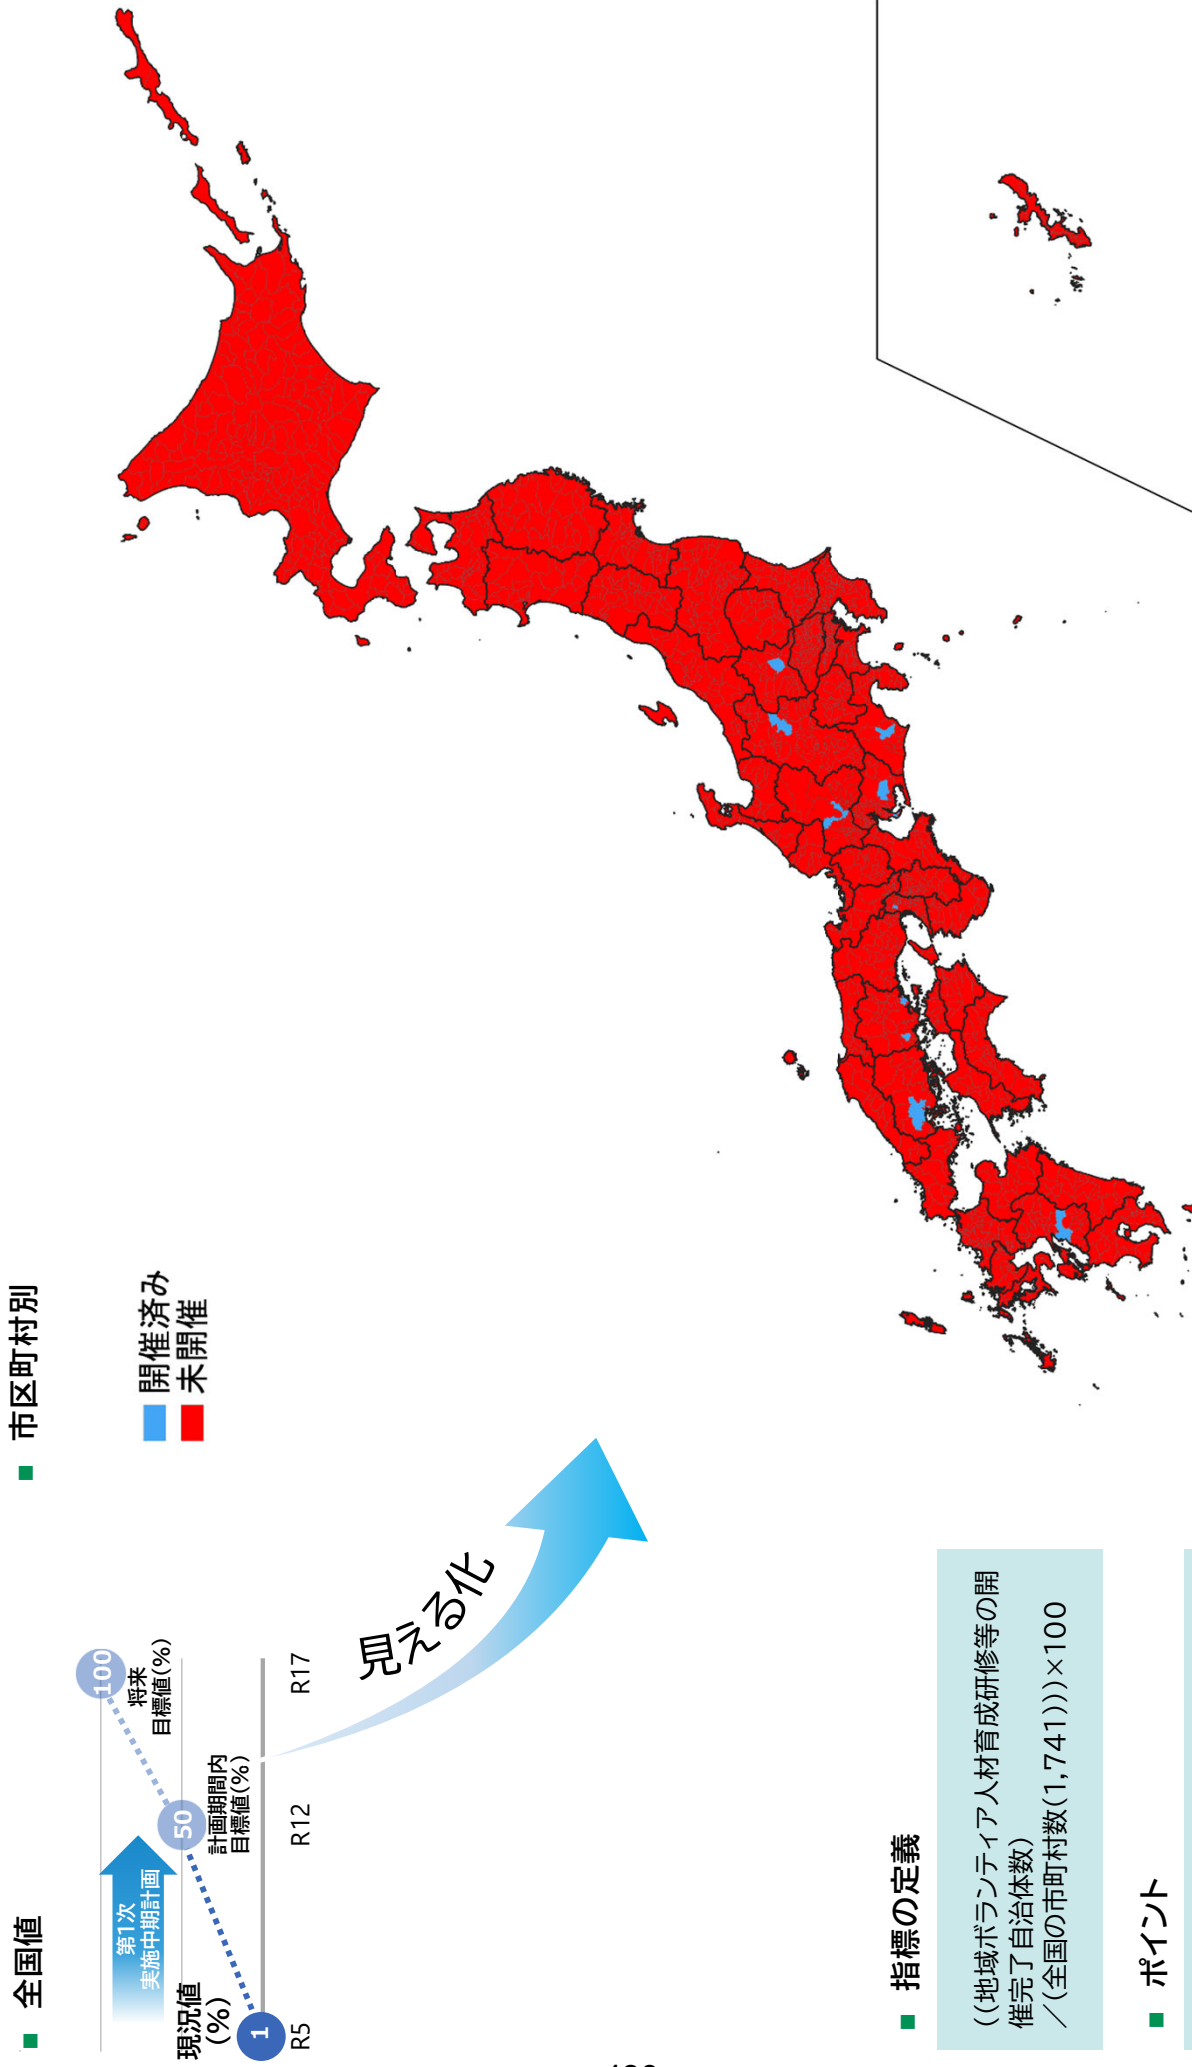 ■ 全国値
第1次
実施中期計画
現況値
(%)
1
50
100
計画期間内
目標値(%)
将来
目標値(%)
R5
R12
R17
見える化
■ 市区町村別
開催済み
未開催
■ 指標の定義
((地域ボランティア人材育成研修等の開
催完了自治体数)
／(全国の市町村数(1,741)))×100
■ ポイント